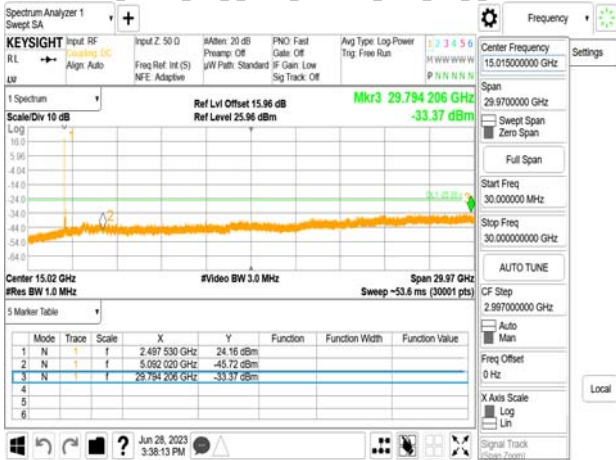 Spectrum Analyzer 1
Swept SA
+
Frequency
KEYSIGHT
RL
Input: RF
Coupling: DC
Align: Auto
Input Z: 50 Ω
Freq Ref: Int (S)
NFE: Adaptive
#Atten: 20 dB
Preamp: Off
µW Path: Standard
PNO: Fast
Gate: Off
IF Gain: Low
Sig Track: Off
Avg Type: Log-Power
Trig: Free Run
1 2 3 4 5 6
M W W W W W
P N N N N N
LXI
1 Spectrum
Scale/Div 10 dB
Ref Lvl Offset 15.96 dB
Ref Level 25.96 dBm
Mkr3 29.794 206 GHz
-33.37 dBm
Log
16.0
5.96
-4.04
-14.0
-24.0
-34.0
-44.0
-54.0
-64.0
1
2
Center 15.02 GHz
#Res BW 1.0 MHz
#Video BW 3.0 MHz
Span 29.97 GHz
Sweep ~53.6 ms (30001 pts)
5 Marker Table
Mode Trace Scale X Y Function Function Width Function Value
1 N 1 f 2.497 530 GHz 24.16 dBm
2 N 1 f 5.092 020 GHz -45.72 dBm
3 N 1 f 29.794 206 GHz -33.37 dBm
4
5
6
?
Jun 28, 2023
3:38:13 PM
Center Frequency
15.015000000 GHz
Span
29.9700000 GHz
Swept Span
Zero Span
Full Span
Start Freq
30.000000 MHz
Stop Freq
30.000000000 GHz
AUTO TUNE
CF Step
2.997000000 GHz
Auto
Man
Freq Offset
0 Hz
X Axis Scale
Log
Lin
Signal Track
(Span Zoom)
Settings
Local